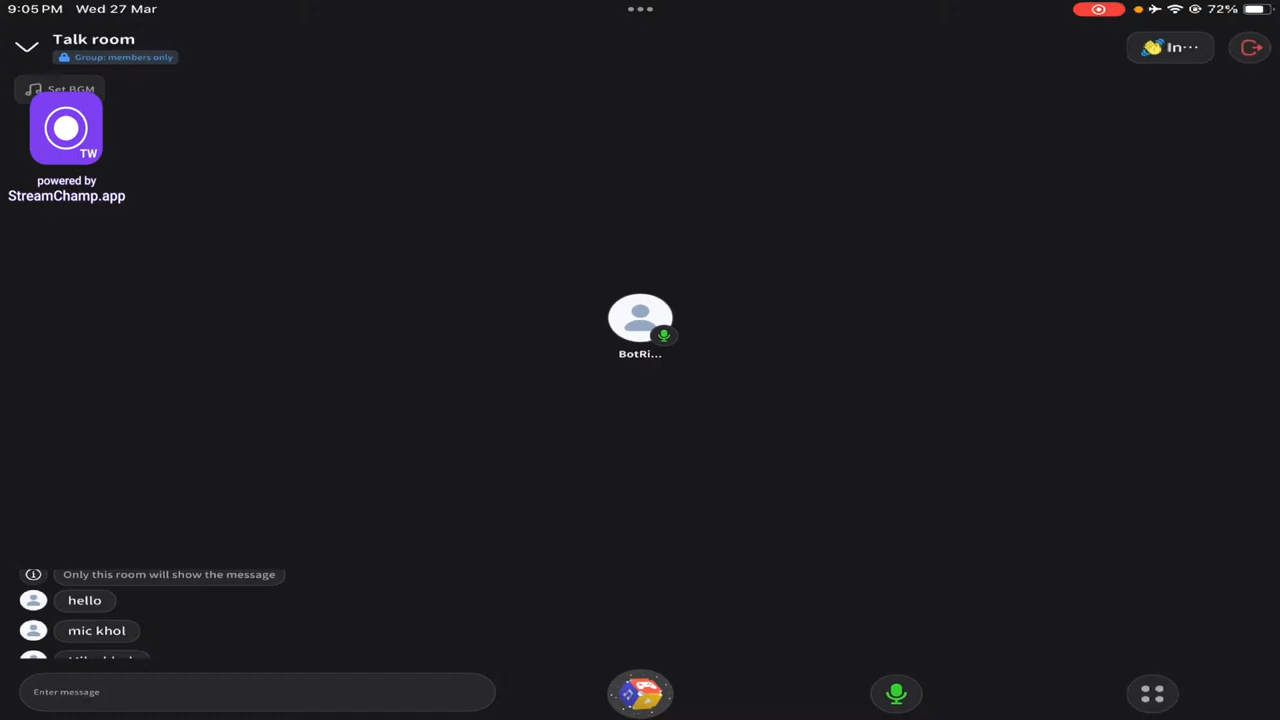 9:05 PM Wed 27 Mar
72%
Talk room
Group: members only
In…
Set BGM
TW
powered by
StreamChamp.app
BotRi...
Only this room will show the message
hello
mic khol
Enter message